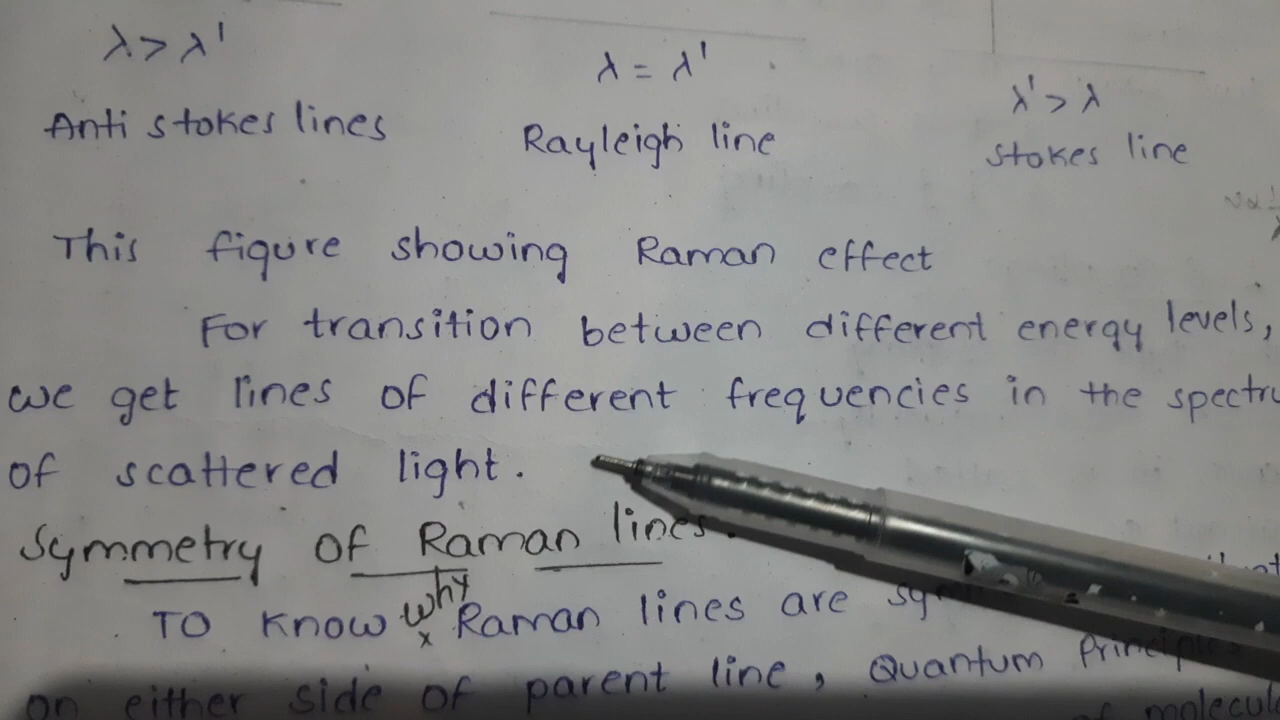 λ > λ' λ = λ' λ' > λ
Anti stokes lines Rayleigh line stokes line
This figure showing Raman effect
For transition between different energy levels,
we get lines of different frequencies in the
of scattered light.
Symmetry of Raman lines.
why
To know Raman lines are
on either side of parent line, Quantum
of